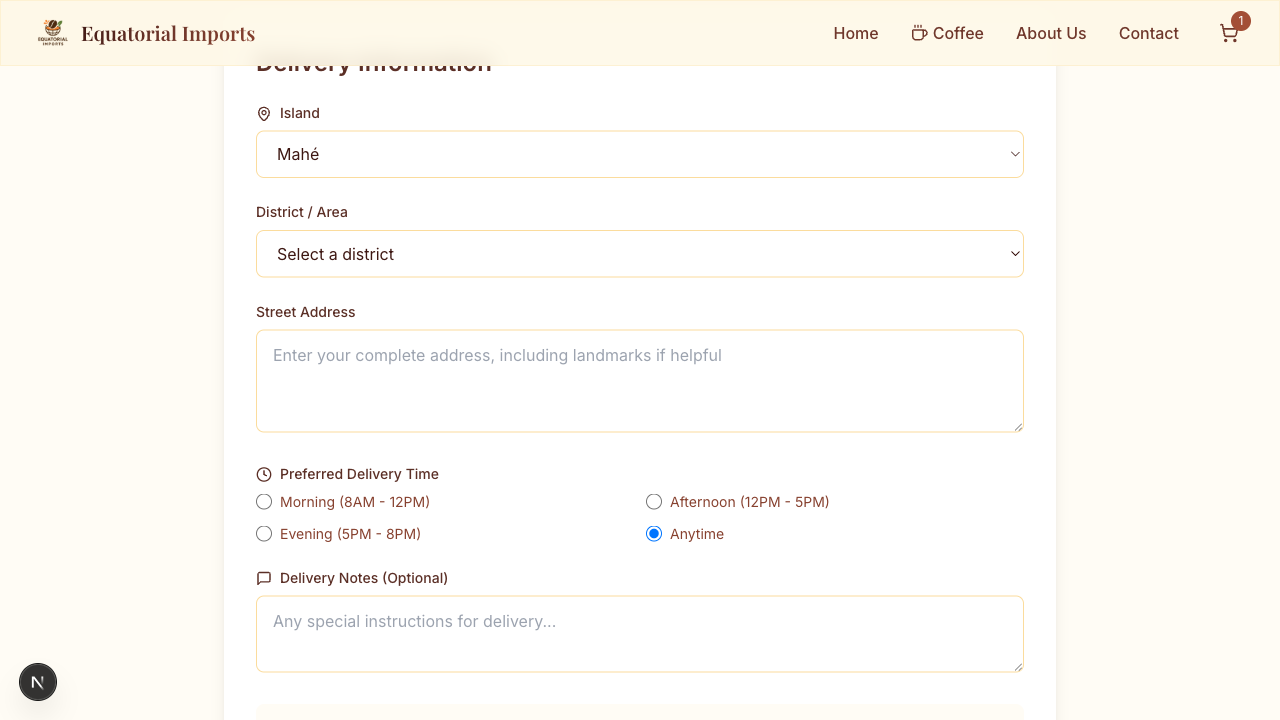 EQUATORIAL
IMPORTS
Equatorial Imports
Home
Coffee
About Us
Contact
1
Delivery Information
Island
Mahé
District / Area
Select a district
Street Address
Enter your complete address, including landmarks if helpful
Preferred Delivery Time
Morning (8AM - 12PM)
Afternoon (12PM - 5PM)
Evening (5PM - 8PM)
Anytime
Delivery Notes (Optional)
Any special instructions for delivery...
N